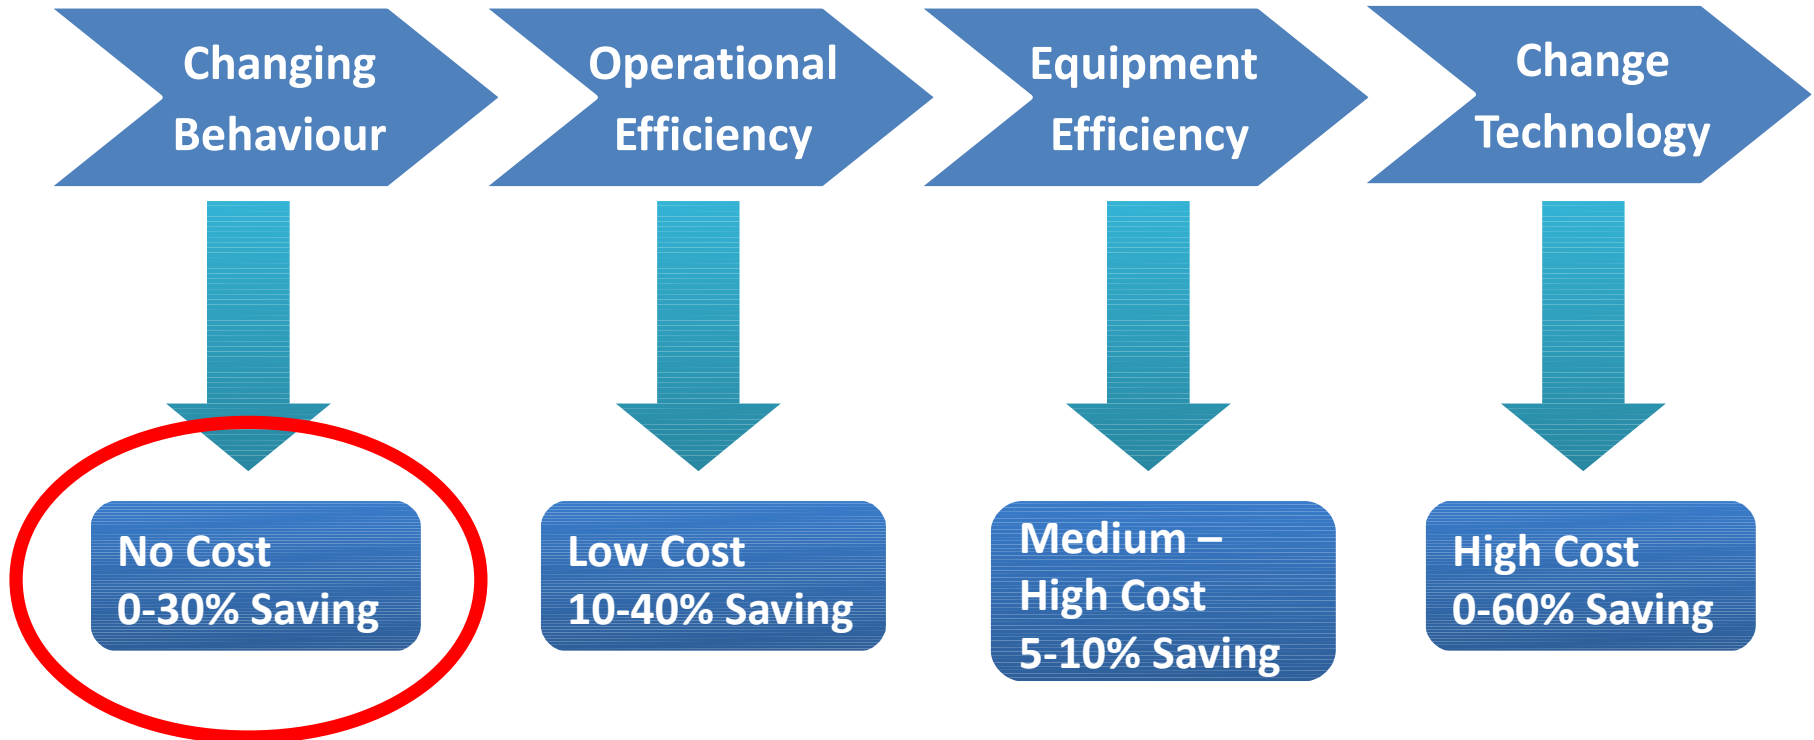 Changing
Behaviour
Operational
Efficiency
Equipment
Efficiency
Change
Technology
No Cost
0-30% Saving
Low Cost
10-40% Saving
Medium –
High Cost
5-10% Saving
High Cost
0-60% Saving